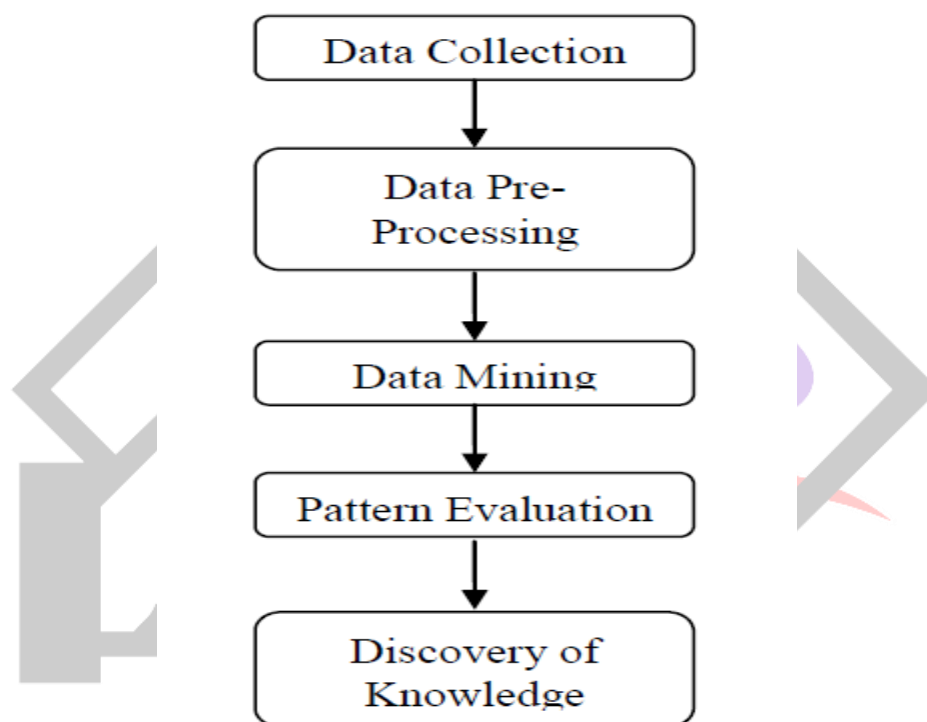 Data Collection
Data Pre-
Processing
Data Mining
Pattern Evaluation
Discovery of
Knowledge